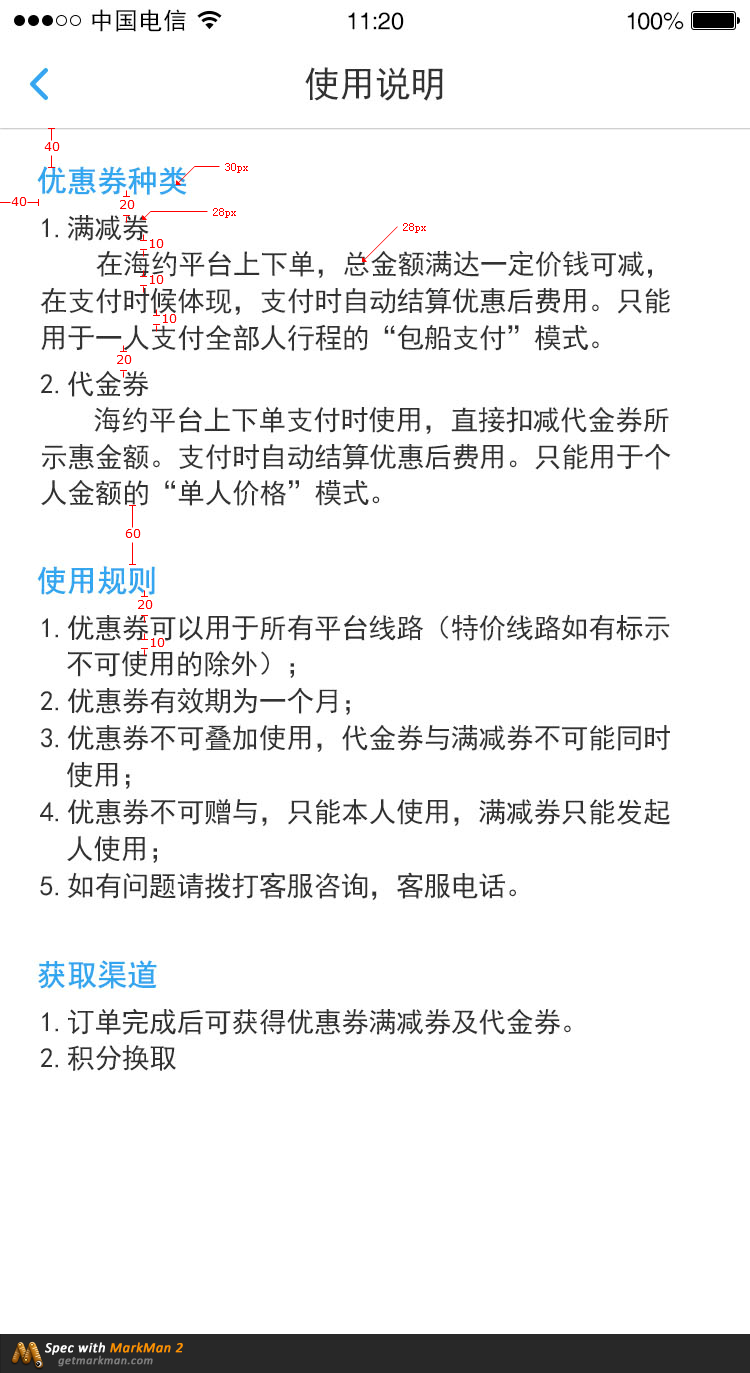 中国电信 11:20 100%
使用说明
40
优惠券种类 30px
40 20
28px
1. 满减券 28px
10
在海约平台上下单，总金额满达一定价钱可减，
10
在支付时候体现，支付时自动结算优惠后费用。只能
10
用于一人支付全部人行程的“包船支付”模式。
20
2. 代金券
海约平台上下单支付时使用，直接扣减代金券所
示惠金额。支付时自动结算优惠后费用。只能用于个
人金额的“单人价格”模式。
60
使用规则
20
1. 优惠券可以用于所有平台线路（特价线路如有标示
10
不可使用的除外）；
2. 优惠券有效期为一个月；
3. 优惠券不可叠加使用，代金券与满减券不可能同时
使用；
4. 优惠券不可赠与，只能本人使用，满减券只能发起
人使用；
5. 如有问题请拨打客服咨询，客服电话。
获取渠道
1. 订单完成后可获得优惠券满减券及代金券。
2. 积分换取
Spec with MarkMan 2
getmarkman.com